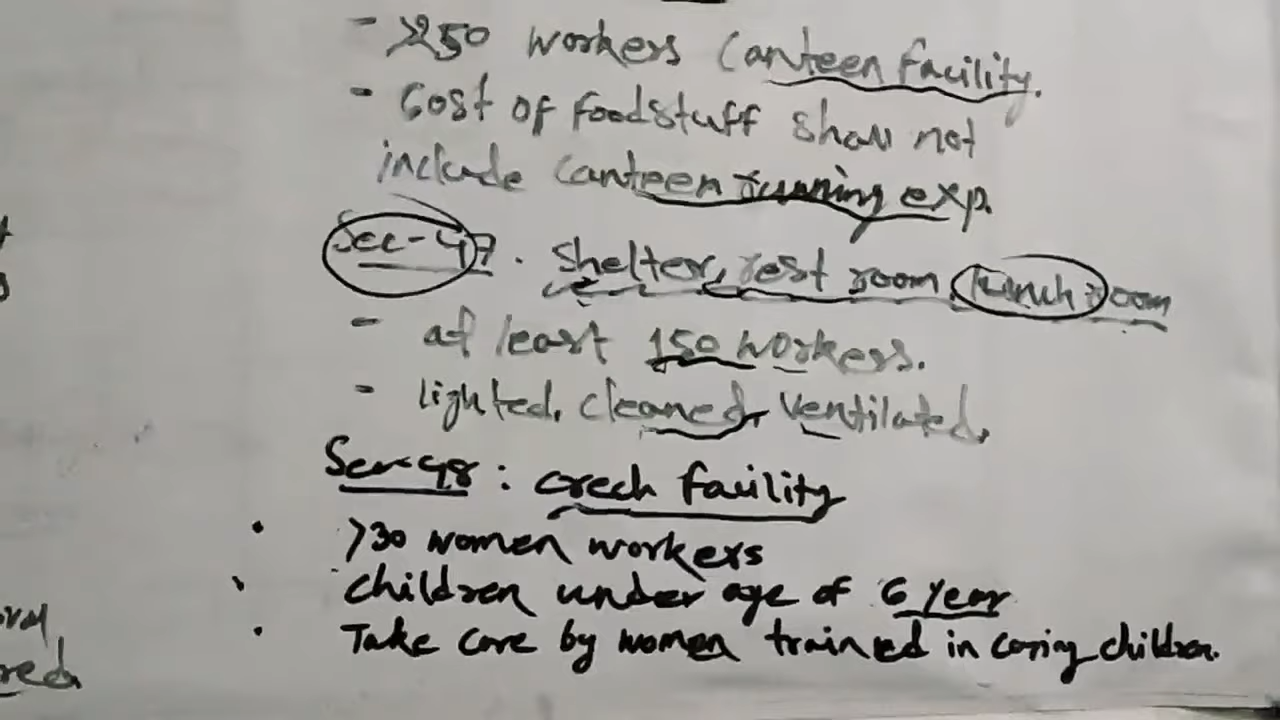 - >250 workers Canteen facility.
- Cost of foodstuff shall not
include canteen running exp.
Sec-47. Shelter, rest room, lunch room
- at least 150 workers.
- lighted, cleaned, ventilated.
Sec-48: crech facility
• >30 women workers
• children under age of 6 year
• Take care by women trained in caring children.